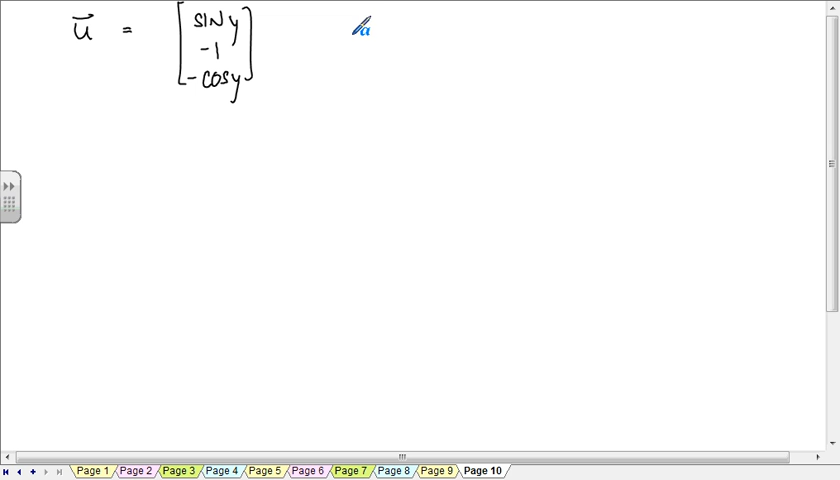 u⃗ = [ sin y
-1
- cos y ]
a
Page 1 Page 2 Page 3 Page 4 Page 5 Page 6 Page 7 Page 8 Page 9 Page 10